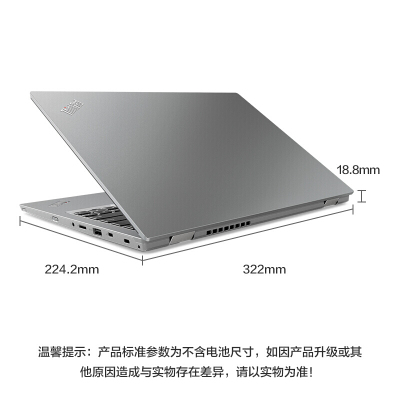 ThinkPad
18.8mm
224.2mm
322mm
温馨提示：产品标准参数为不含电池尺寸，如因产品升级或其
他原因造成与实物存在差异，请以实物为准！